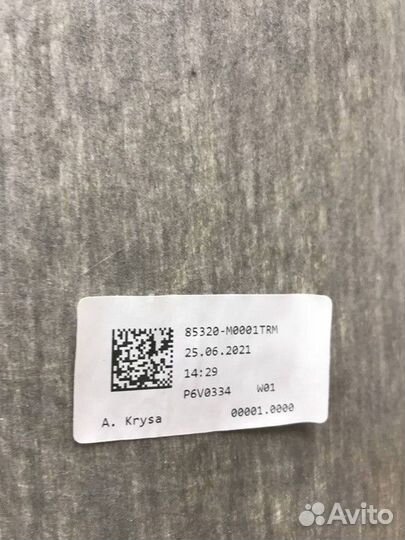 85320-M0001TRM
25.06.2021
14:29
P6V0334 W01
00001.0000
A. Krysa
Avito